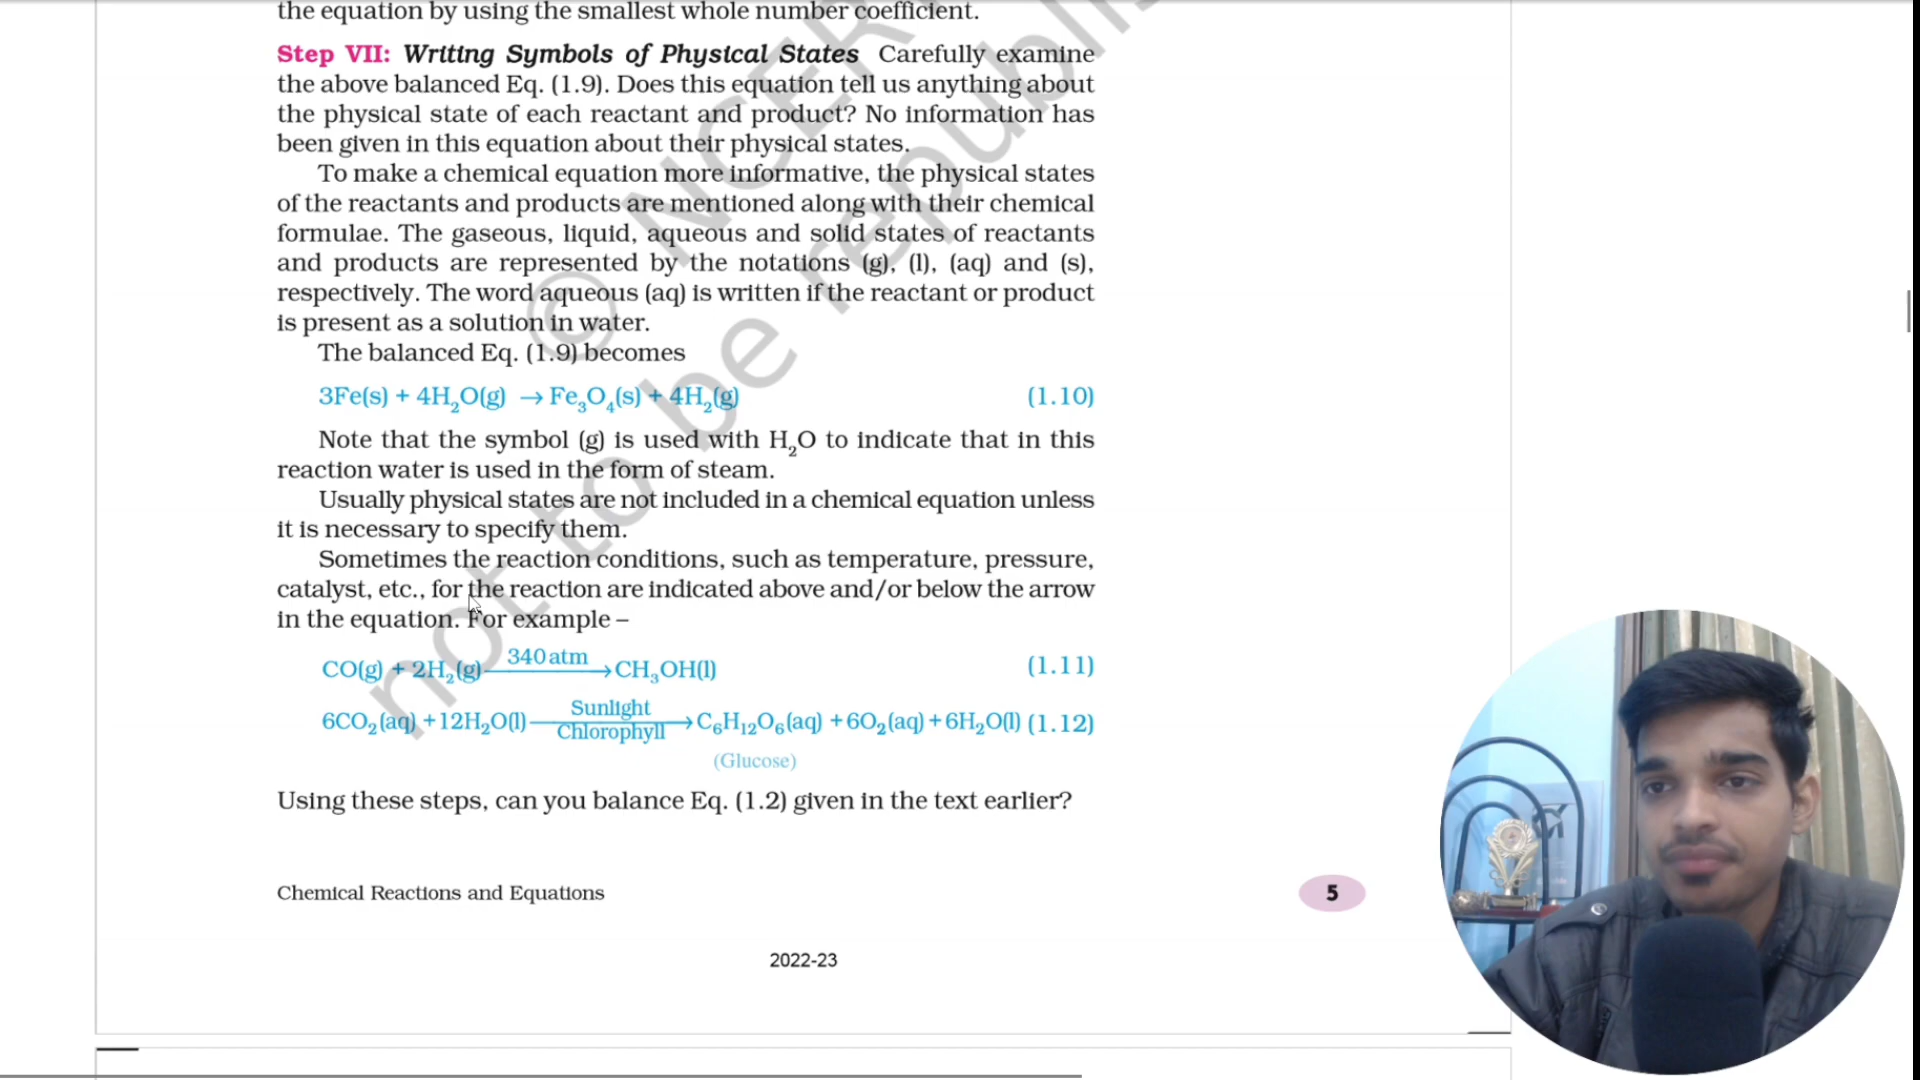 the equation by using the smallest whole number coefficient.
Step VII: Writing Symbols of Physical States Carefully examine
the above balanced Eq. (1.9). Does this equation tell us anything about
the physical state of each reactant and product? No information has
been given in this equation about their physical states.
To make a chemical equation more informative, the physical states
of the reactants and products are mentioned along with their chemical
formulae. The gaseous, liquid, aqueous and solid states of reactants
and products are represented by the notations (g), (l), (aq) and (s),
respectively. The word aqueous (aq) is written if the reactant or product
is present as a solution in water.
The balanced Eq. (1.9) becomes
3Fe(s) + 4H₂O(g) → Fe₃O₄(s) + 4H₂(g) (1.10)
Note that the symbol (g) is used with H₂O to indicate that in this
reaction water is used in the form of steam.
Usually physical states are not included in a chemical equation unless
it is necessary to specify them.
Sometimes the reaction conditions, such as temperature, pressure,
catalyst, etc., for the reaction are indicated above and/or below the arrow
in the equation. For example –
340 atm
CO(g) + 2H₂(g) → CH₃OH(l) (1.11)
Sunlight
6CO₂(aq) + 12H₂O(l) → C₆H₁₂O₆(aq) + 6O₂(aq) + 6H₂O(l) (1.12)
Chlorophyll
(Glucose)
Using these steps, can you balance Eq. (1.2) given in the text earlier?
Chemical Reactions and Equations
5
2022-23
© NCER
not to be republi